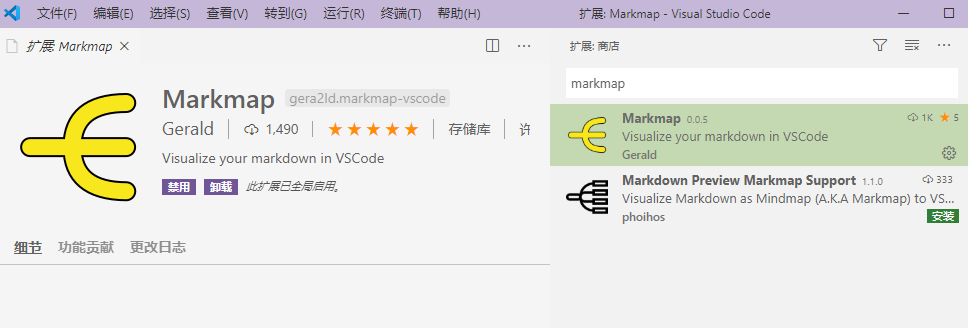 文件(F) 编辑(E) 选择(S) 查看(V) 转到(G) 运行(R) 终端(T) 帮助(H) 扩展: Markmap - Visual Studio Code
扩展: Markmap
扩展: 商店
markmap
Markmap gera2ld.markmap-vscode
Gerald 1,490 存储库 许
Visualize your markdown in VSCode
禁用 卸载 此扩展已全局启用。
细节 功能贡献 更改日志
Markmap 0.0.5 1K 5
Visualize your markdown in VSCode
Gerald
Markdown Preview Markmap Support 1.1.0 333
Visualize Markdown as Mindmap (A.K.A Markmap) to VS...
phoihos 安装